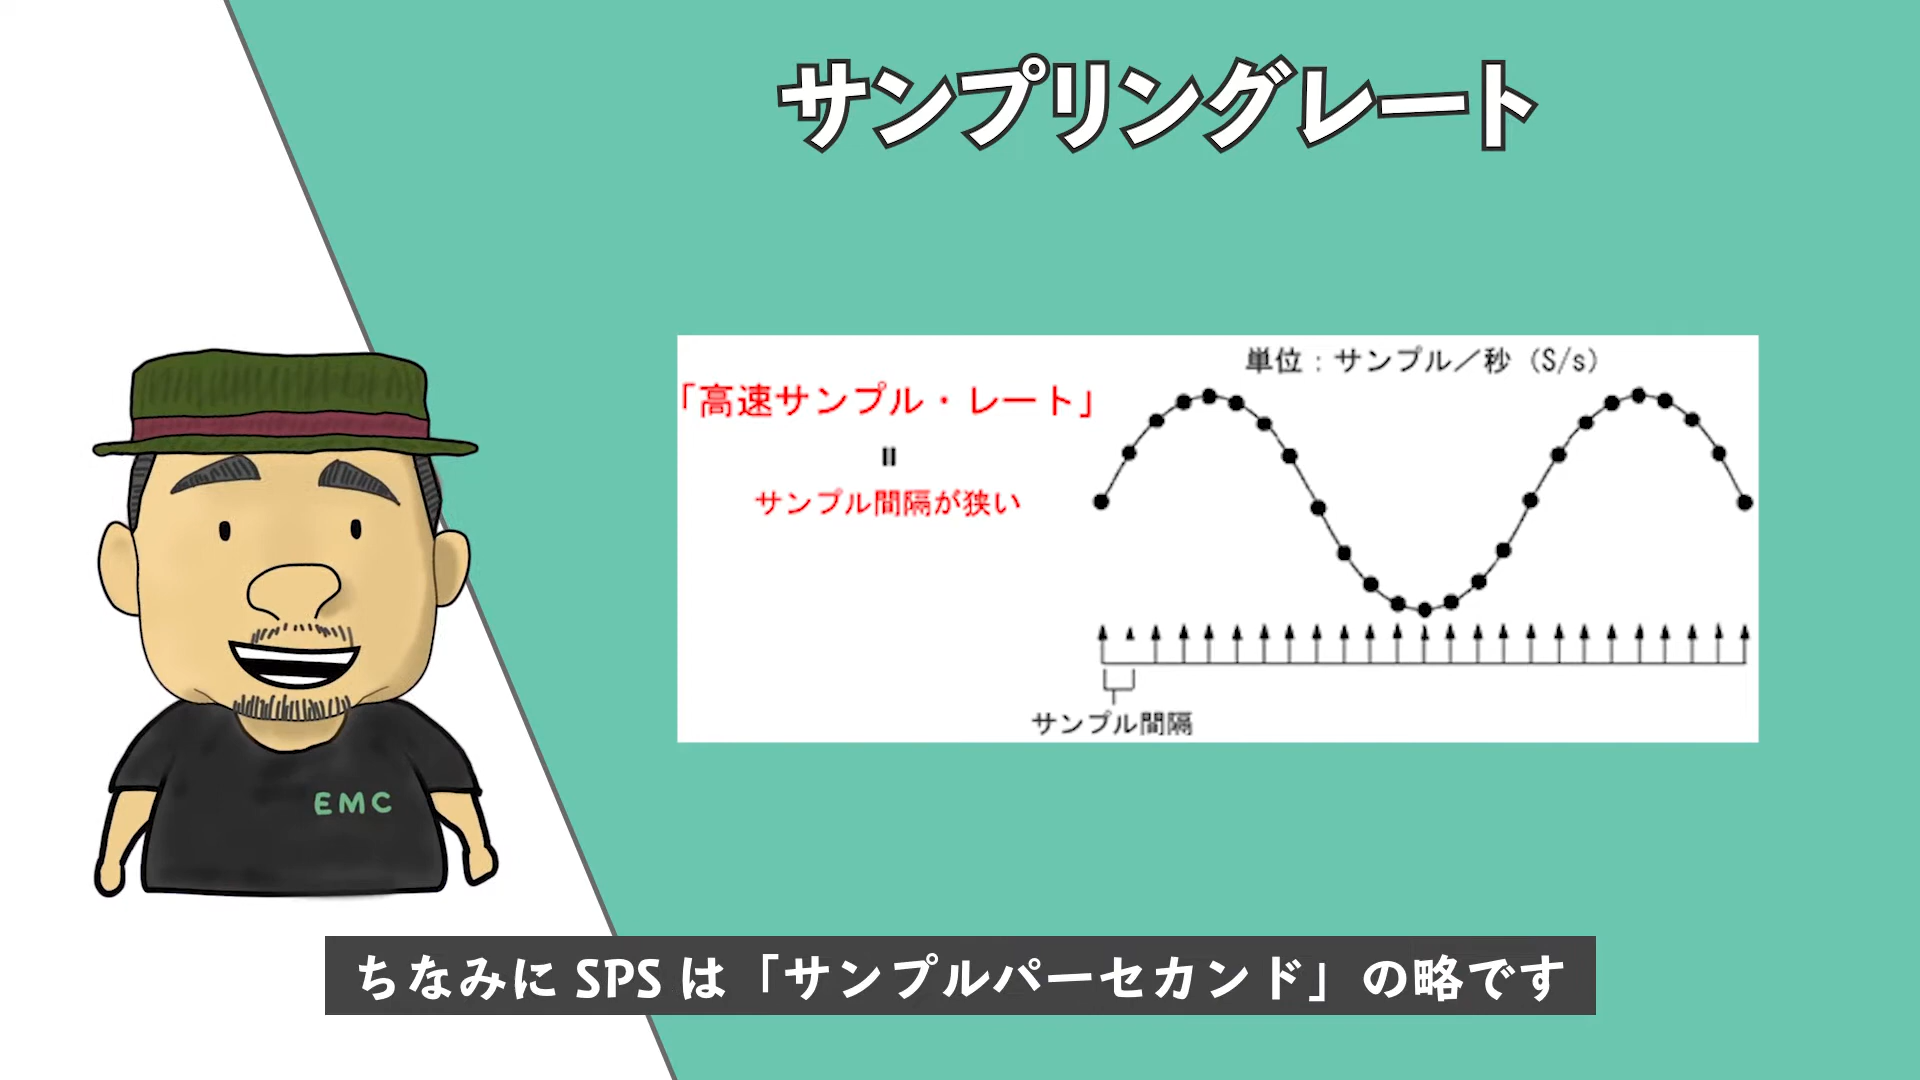 サンプリングレート
単位：サンプル／秒（S/s）
「高速サンプル・レート」
=
サンプル間隔が狭い
サンプル間隔
EMC
ちなみに SPS は「サンプルパーセカンド」の略です